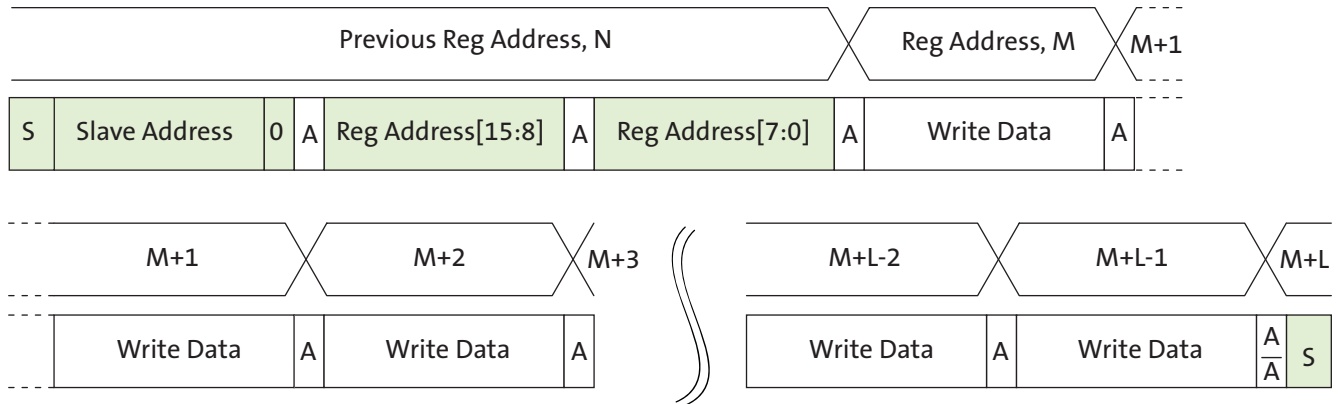 Previous Reg Address, N Reg Address, M M+1
S Slave Address 0 A Reg Address[15:8] A Reg Address[7:0] A Write Data A
M+1 M+2 M+3 M+L-2 M+L-1 M+L
Write Data A Write Data A Write Data A Write Data A/A̅ S